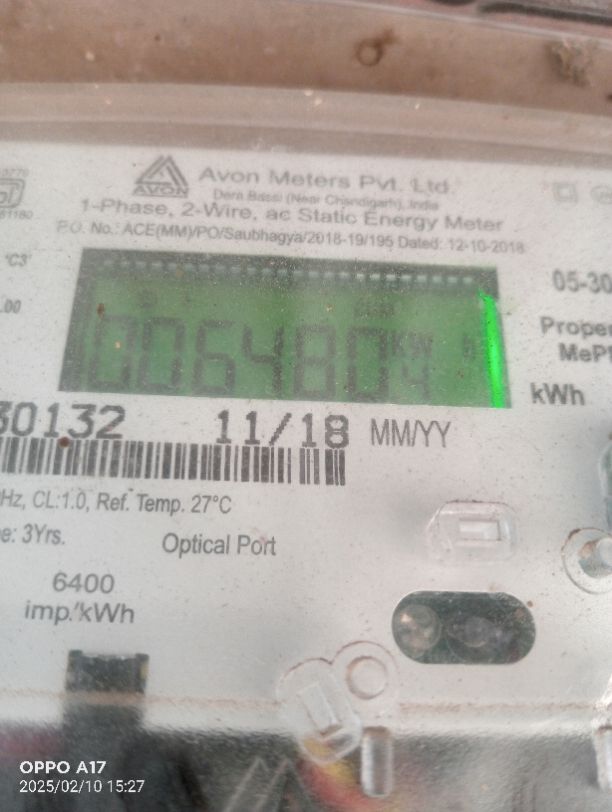 AVON
Avon Meters Pvt. Ltd.
Dera Bassi (Near Chandigarh), India
1-Phase, 2-Wire, ac Static Energy Meter
P.O. No.: ACE(MM)/PO/Saubhagya/2018-19/195 Dated: 12-10-2018
'C3'
.00
05-30
0064804 kWh
Proper
MeP
kWh
30132 11/18 MM/YY
Hz, CL:1.0, Ref. Temp. 27°C
e: 3Yrs.
Optical Port
6400
imp./kWh
OPPO A17
2025/02/10 15:27